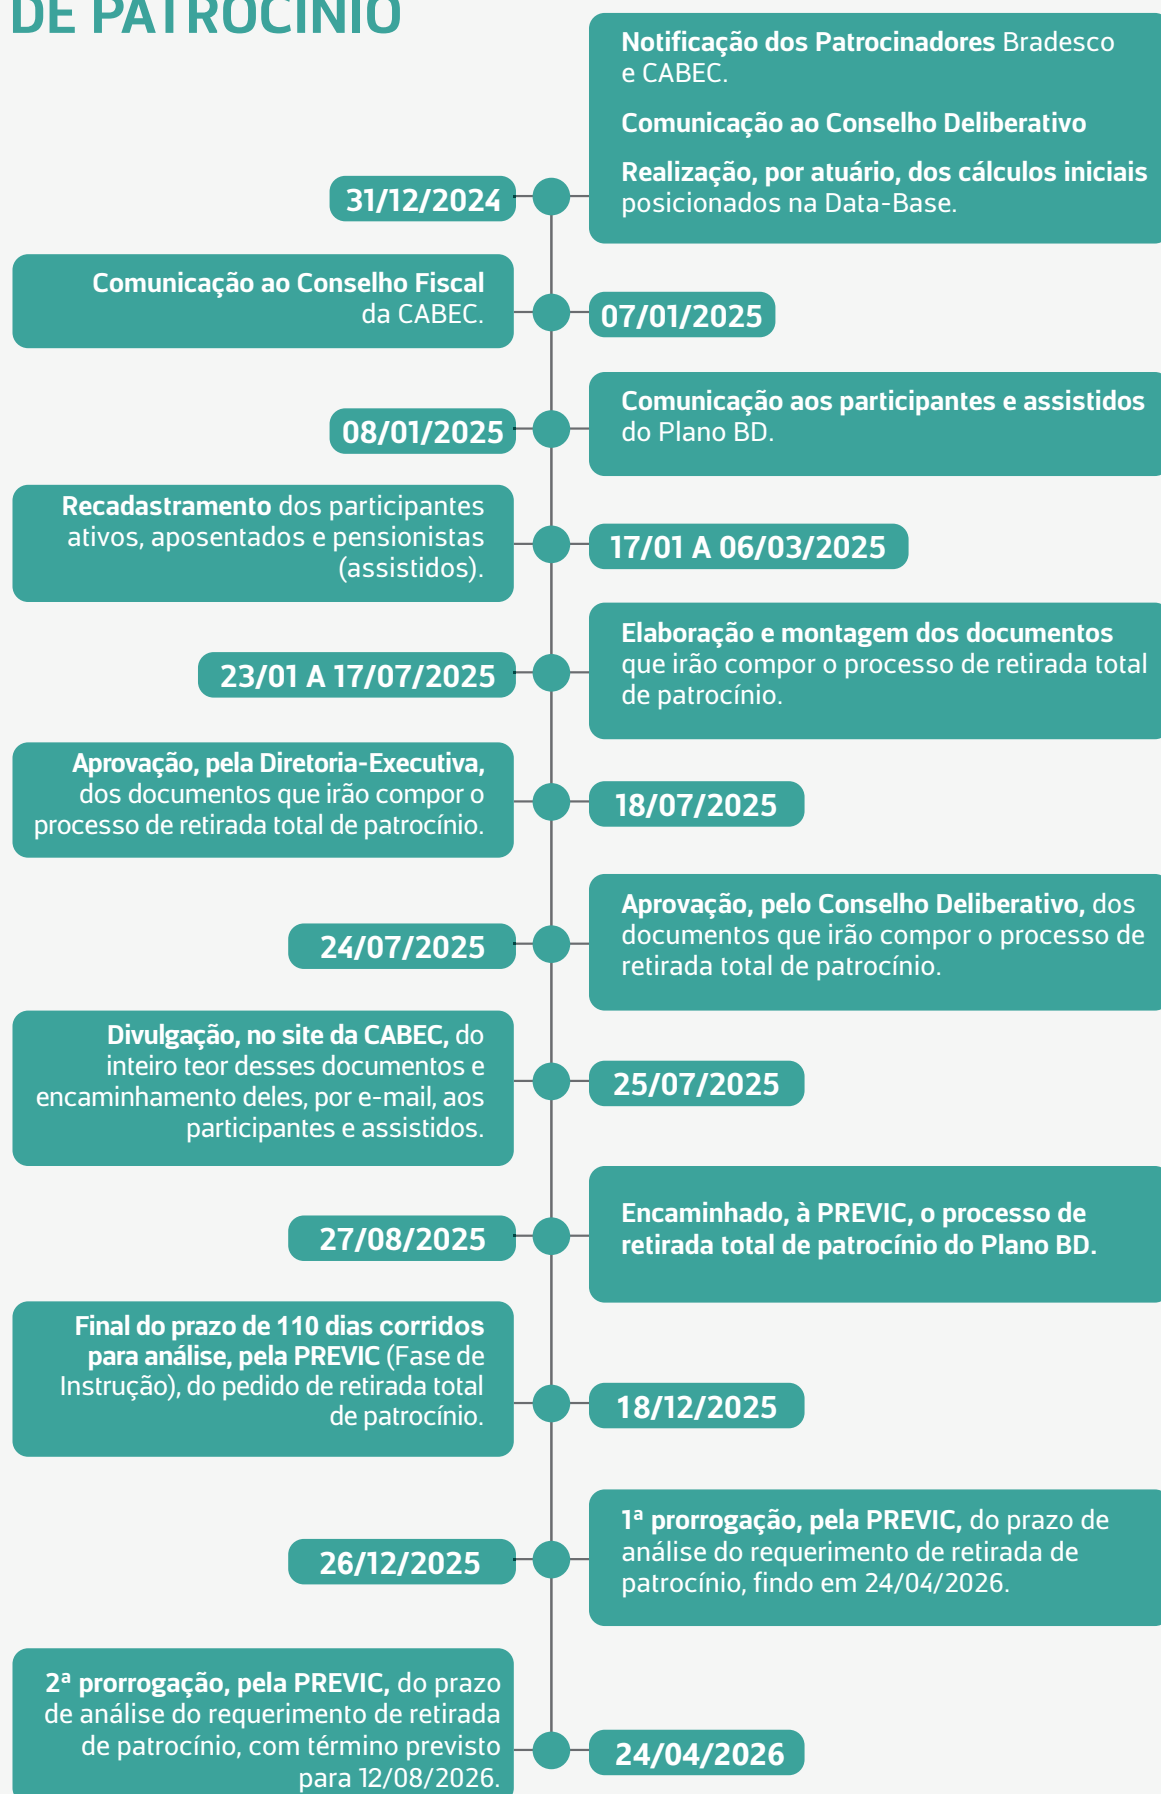 DE PATROCÍNIO
Notificação dos Patrocinadores Bradesco
e CABEC.
Comunicação ao Conselho Deliberativo
Realização, por atuário, dos cálculos iniciais
posicionados na Data-Base.
31/12/2024
Comunicação ao Conselho Fiscal
da CABEC.
07/01/2025
Comunicação aos participantes e assistidos
do Plano BD.
08/01/2025
Recadastramento dos participantes
ativos, aposentados e pensionistas
(assistidos).
17/01 A 06/03/2025
Elaboração e montagem dos documentos
que irão compor o processo de retirada total
de patrocínio.
23/01 A 17/07/2025
Aprovação, pela Diretoria-Executiva,
dos documentos que irão compor o
processo de retirada total de patrocínio.
18/07/2025
Aprovação, pelo Conselho Deliberativo, dos
documentos que irão compor o processo de
retirada total de patrocínio.
24/07/2025
Divulgação, no site da CABEC, do
inteiro teor desses documentos e
encaminhamento deles, por e-mail, aos
participantes e assistidos.
25/07/2025
Encaminhado, à PREVIC, o processo de
retirada total de patrocínio do Plano BD.
27/08/2025
Final do prazo de 110 dias corridos
para análise, pela PREVIC (Fase de
Instrução), do pedido de retirada total
de patrocínio.
18/12/2025
1ª prorrogação, pela PREVIC, do prazo de
análise do requerimento de retirada de
patrocínio, findo em 24/04/2026.
26/12/2025
2ª prorrogação, pela PREVIC, do prazo
de análise do requerimento de retirada
de patrocínio, com término previsto
para 12/08/2026.
24/04/2026